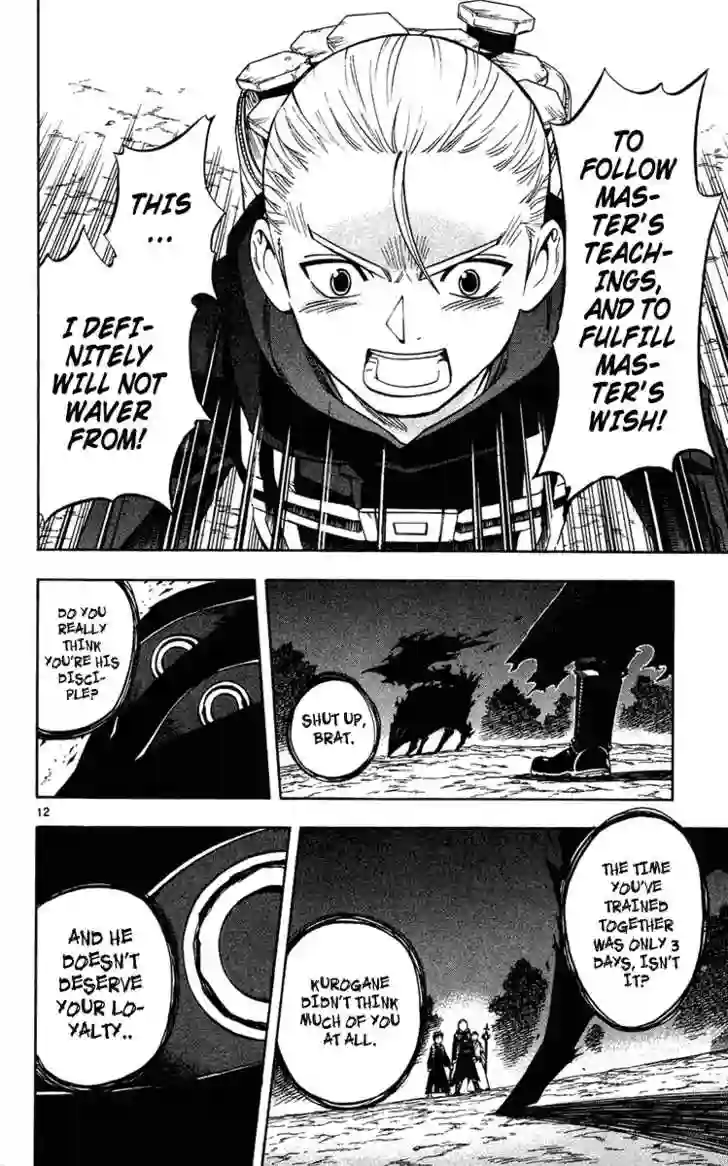 TO
FOLLOW
MAS-
TER'S
TEACH-
INGS,
AND TO
FULFILL
MAS-
TER'S
WISH!
THIS
...
I DEFI-
NITELY
WILL NOT
WAVER
FROM!
SHUT UP,
BRAT.
DO YOU
REALLY
THINK
YOU'RE HIS
DISCI-
PLE?
12
THE TIME
YOU'VE
TRAINED
TOGETHER
WAS ONLY 3
DAYS, ISN'T
IT?
KUROGANE
DIDN'T THINK
MUCH OF YOU
AT ALL.
AND HE
DOESN'T
DESERVE
YOUR LO-
YALTY..